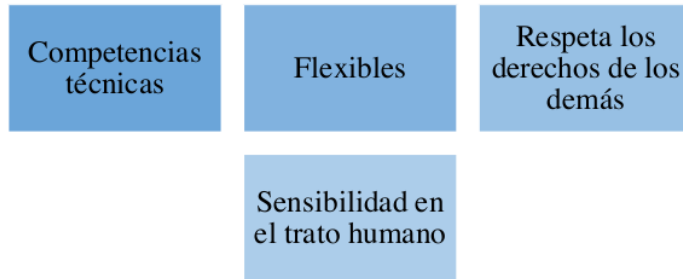 Competencias
técnicas
Flexibles
Respeta los
derechos de los
demás
Sensibilidad en
el trato humano